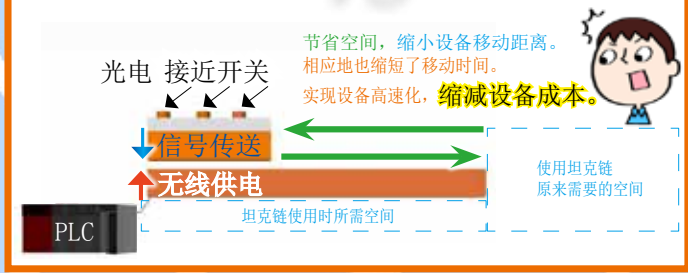 节省空间，缩小设备移动距离。
相应地也缩短了移动时间。
实现设备高速化，缩减设备成本。
光电 接近开关
信号传送
无线供电
使用坦克链
原来需要的空间
坦克链使用时所需空间
PLC